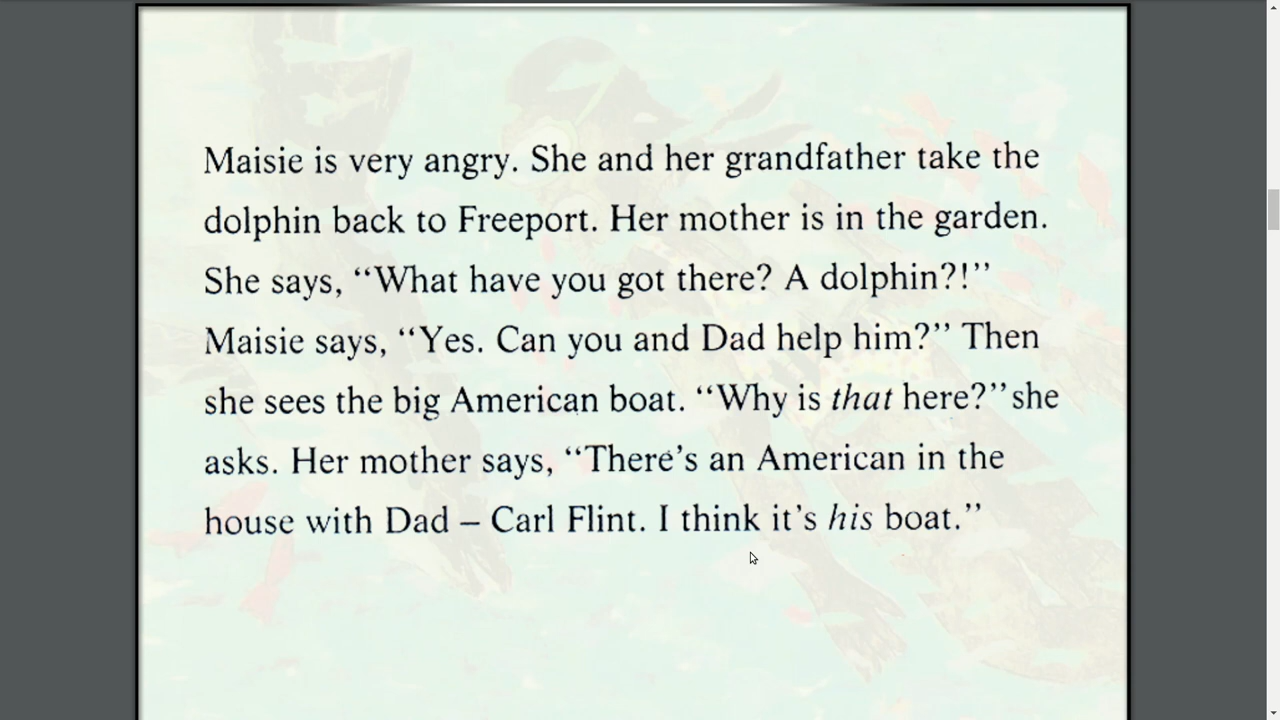 Maisie is very angry. She and her grandfather take the
dolphin back to Freeport. Her mother is in the garden.
She says, “What have you got there? A dolphin?!”
Maisie says, “Yes. Can you and Dad help him?” Then
she sees the big American boat. “Why is that here?” she
asks. Her mother says, “There’s an American in the
house with Dad – Carl Flint. I think it’s his boat.”